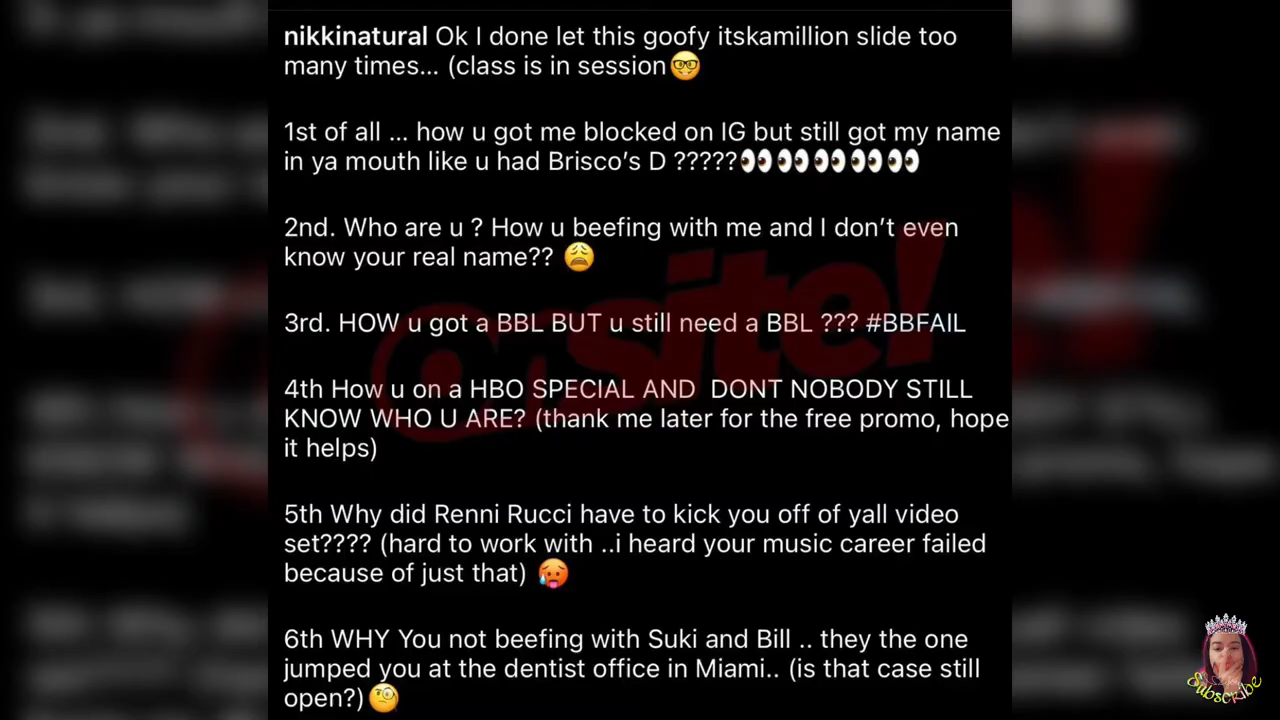 nikkinatural Ok I done let this goofy itskamillion slide too
many times... (class is in session🤓
1st of all ... how u got me blocked on IG but still got my name
in ya mouth like u had Brisco's D ?????👀👀👀👀👀
2nd. Who are u ? How u beefing with me and I don't even
know your real name?? 😩
3rd. HOW u got a BBL BUT u still need a BBL ??? #BBFAIL
4th How u on a HBO SPECIAL AND DONT NOBODY STILL
KNOW WHO U ARE? (thank me later for the free promo, hope
it helps)
5th Why did Renni Rucci have to kick you off of yall video
set???? (hard to work with ..i heard your music career failed
because of just that) 🥵
6th WHY You not beefing with Suki and Bill .. they the one
jumped you at the dentist office in Miami.. (is that case still
open?)🧐
Onsite!
Subscribe